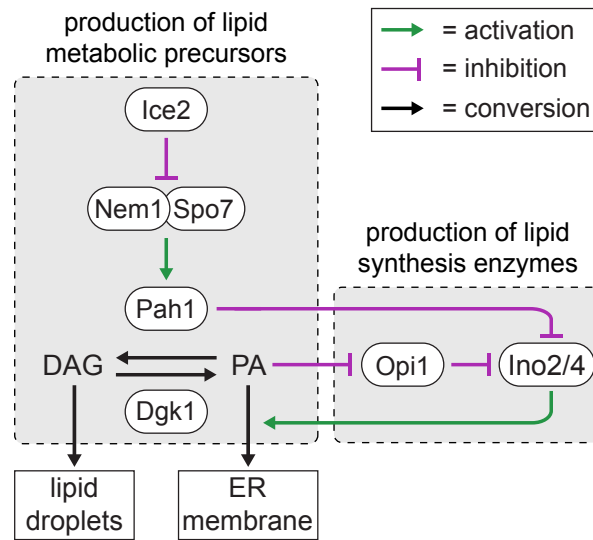 production of lipid
metabolic precursors
= activation
= inhibition
= conversion
Ice2
Nem1 Spo7
production of lipid
synthesis enzymes
Pah1
DAG PA Opi1 Ino2/4
Dgk1
lipid
droplets
ER
membrane